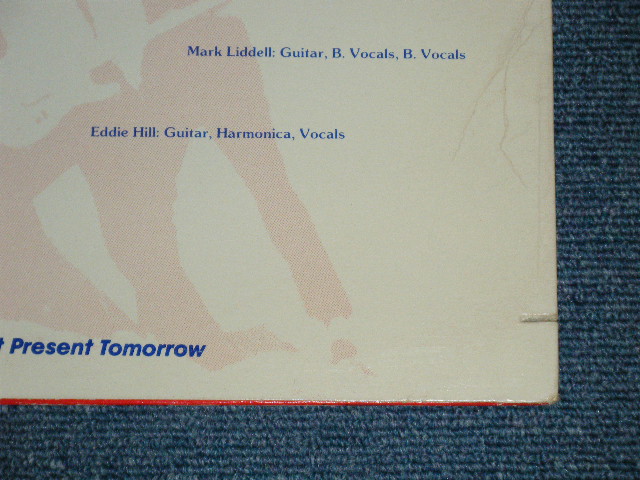 Mark Liddell: Guitar, B. Vocals, B. Vocals
Eddie Hill: Guitar, Harmonica, Vocals
t Present Tomorrow